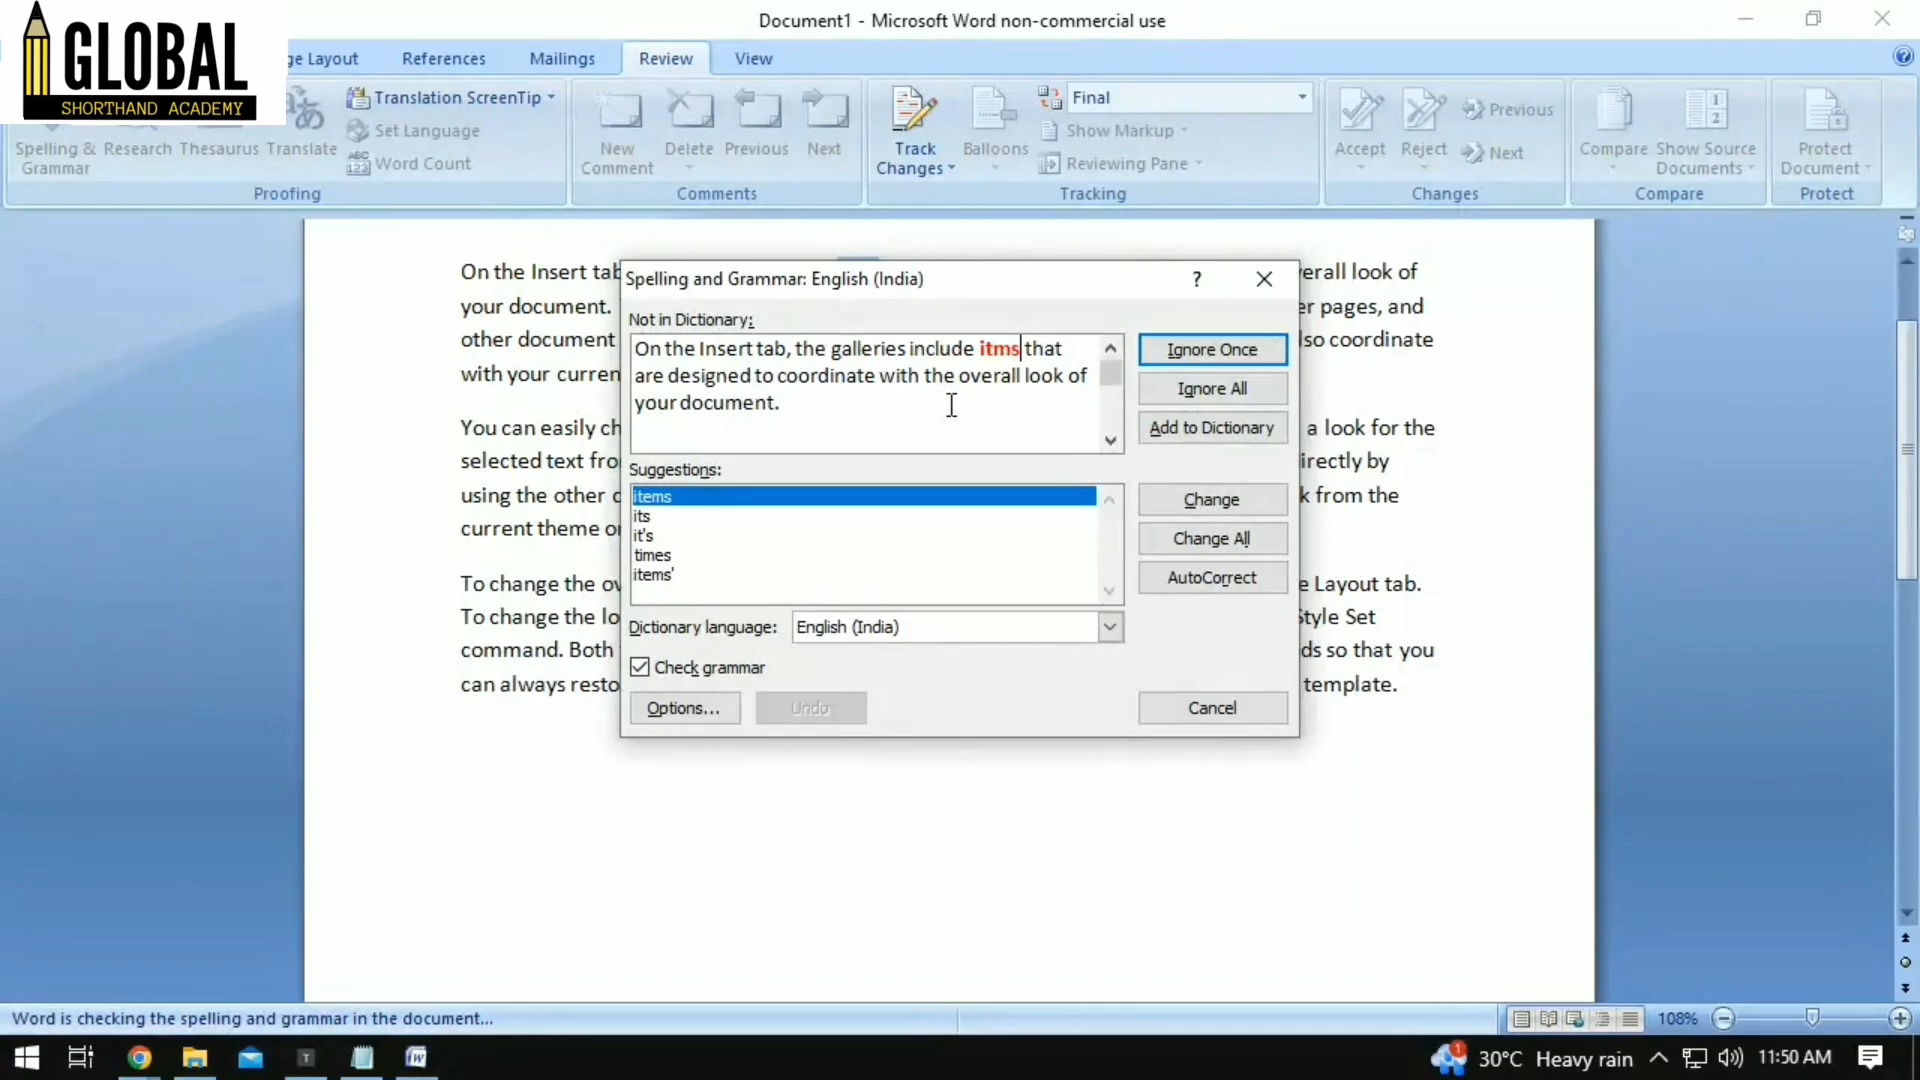 Document1 - Microsoft Word non-commercial use
GLOBAL
SHORTHAND ACADEMY
ge Layout References Mailings Review View
Spelling & Grammar
Research
Thesaurus
Translate
Translation ScreenTip
Set Language
ABC
123
Word Count
Proofing
New Comment
Delete
Previous
Next
Comments
Track Changes
Balloons
Final
Show Markup
Reviewing Pane
Tracking
Accept
Reject
Previous
Next
Changes
Compare
Show Source Documents
Compare
Protect Document
Protect
On the Insert tab
erall look of
your document.
er pages, and
other document
lso coordinate
with your curren
You can easily ch
a look for the
selected text fro
irectly by
using the other
k from the
current theme o
To change the ov
e Layout tab.
To change the lo
Style Set
command. Both
ds so that you
can always resto
template.
Spelling and Grammar: English (India)
?
Not in Dictionary:
On the Insert tab, the galleries include itms that
are designed to coordinate with the overall look of
your document.
Ignore Once
Ignore All
Add to Dictionary
Suggestions:
items
its
it's
times
items'
Change
Change All
AutoCorrect
Dictionary language: English (India)
Check grammar
Options... Undo Cancel
Word is checking the spelling and grammar in the document...
108%
1
30°C Heavy rain
11:50 AM